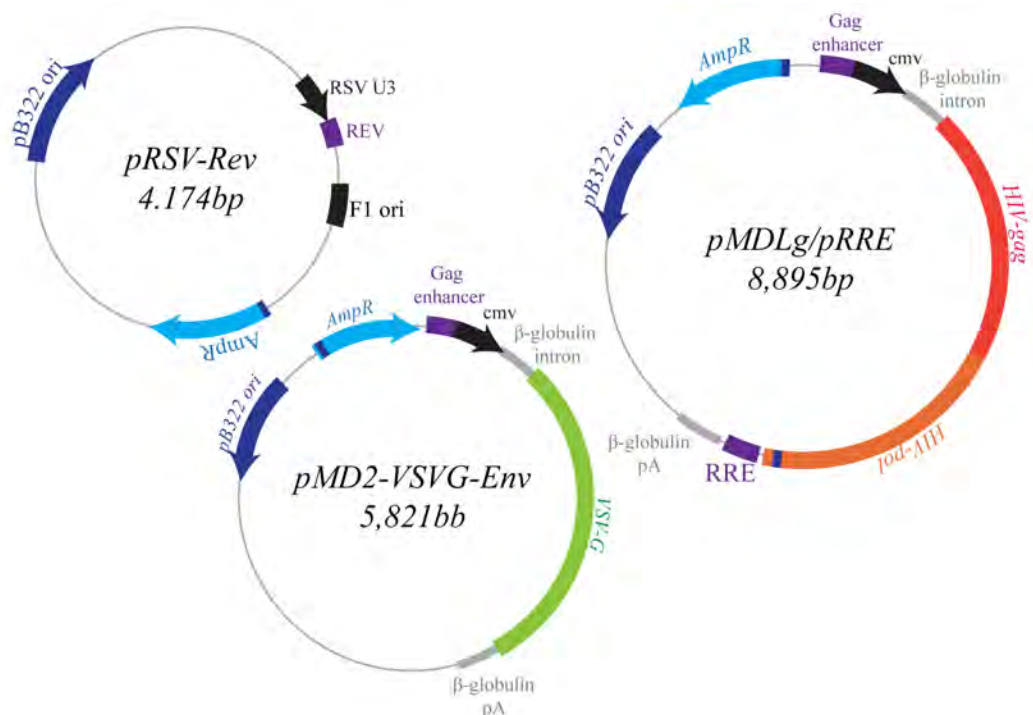 pB322 ori
RSV U3
REV
pRSV-Rev
4.174bp
F1 ori
AmpR
Gag
enhancer
cmv
AmpR
β-globulin
intron
pB322 ori
HIV-gag
pMDLg/pRRE
8,895bp
β-globulin
pA
RRE
HIV-pol
Gag
enhancer
cmv
AmpR
β-globulin
intron
pB322 ori
pMD2-VSVG-Env
5,821bb
VSV-G
β-globulin
pA